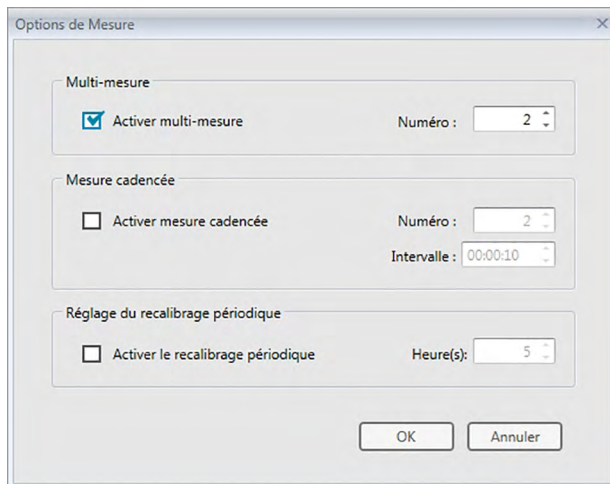 Options de Mesure
Multi-mesure
Activer multi-mesure Numéro : 2
Mesure cadencée
Activer mesure cadencée Numéro : 2
Intervalle : 00:00:10
Réglage du recalibrage périodique
Activer le recalibrage périodique Heure(s): 5
OK Annuler